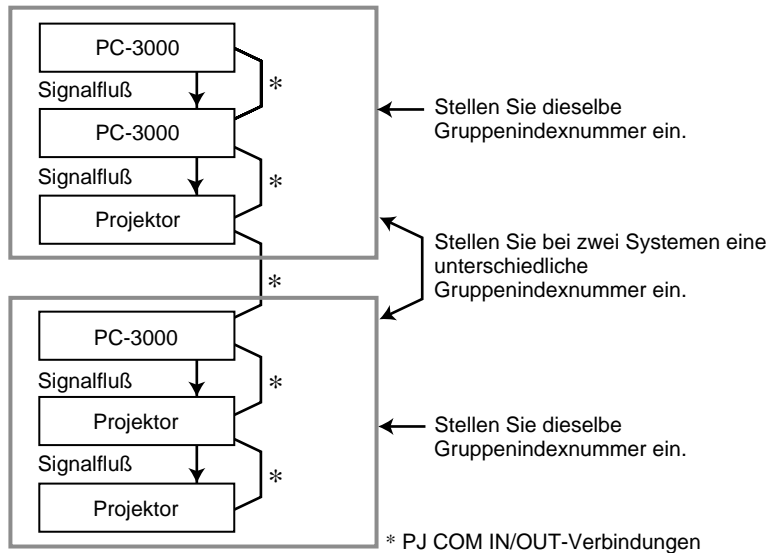 PC-3000
Signalfluß
*
PC-3000
Signalfluß
*
Projektor
Stellen Sie dieselbe
Gruppenindexnummer ein.
*
Stellen Sie bei zwei Systemen eine
unterschiedliche
Gruppenindexnummer ein.
PC-3000
Signalfluß
*
Projektor
Signalfluß
*
Projektor
Stellen Sie dieselbe
Gruppenindexnummer ein.
* PJ COM IN/OUT-Verbindungen